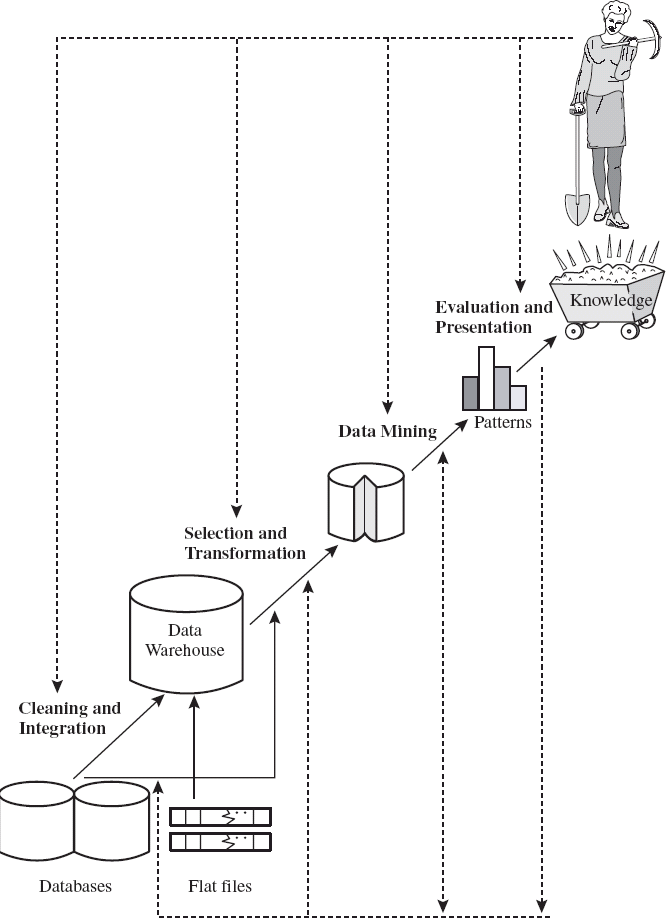 Knowledge
Evaluation and
Presentation
Patterns
Data Mining
Selection and
Transformation
Data
Warehouse
Cleaning and
Integration
Databases
Flat files